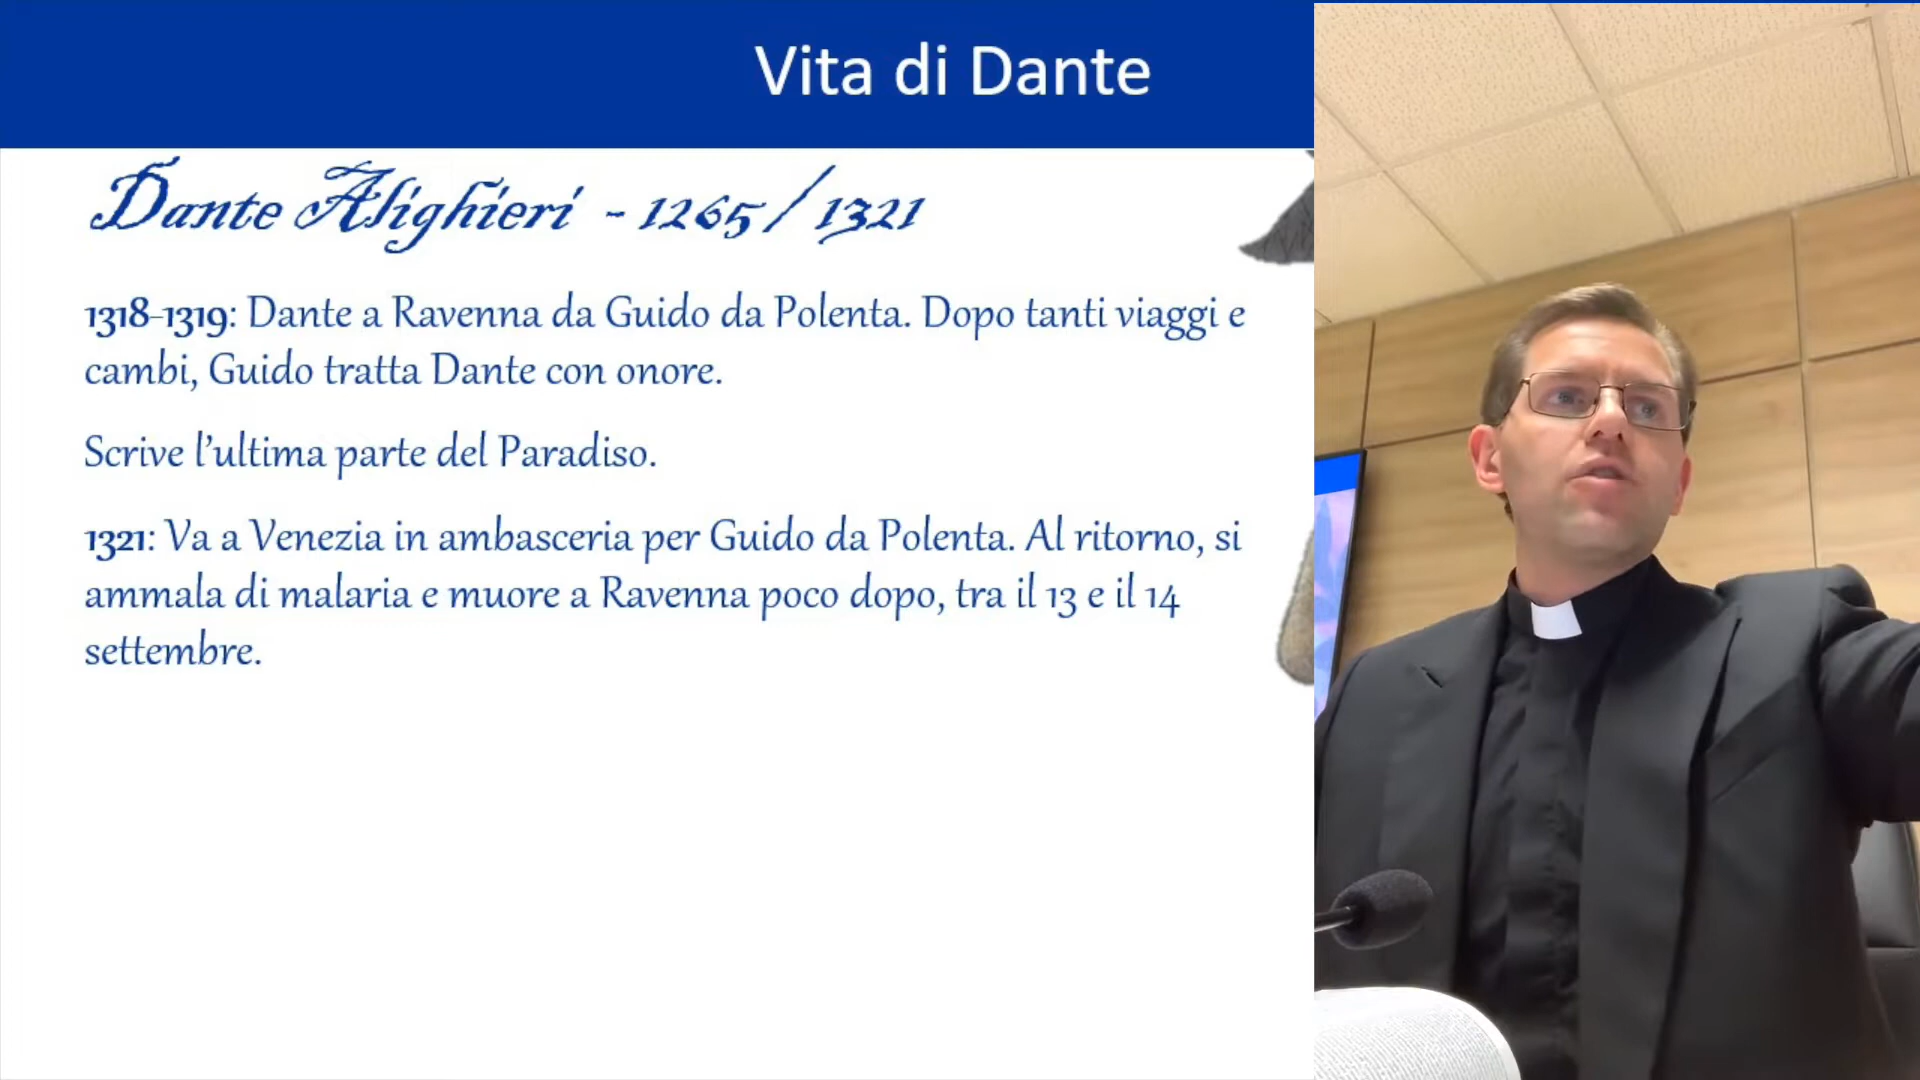 Vita di Dante
Dante Alighieri - 1265/1321
1318-1319: Dante a Ravenna da Guido da Polenta. Dopo tanti viaggi e
cambi, Guido tratta Dante con onore.
Scrive l'ultima parte del Paradiso.
1321: Va a Venezia in ambasceria per Guido da Polenta. Al ritorno, si
ammala di malaria e muore a Ravenna poco dopo, tra il 13 e il 14
settembre.